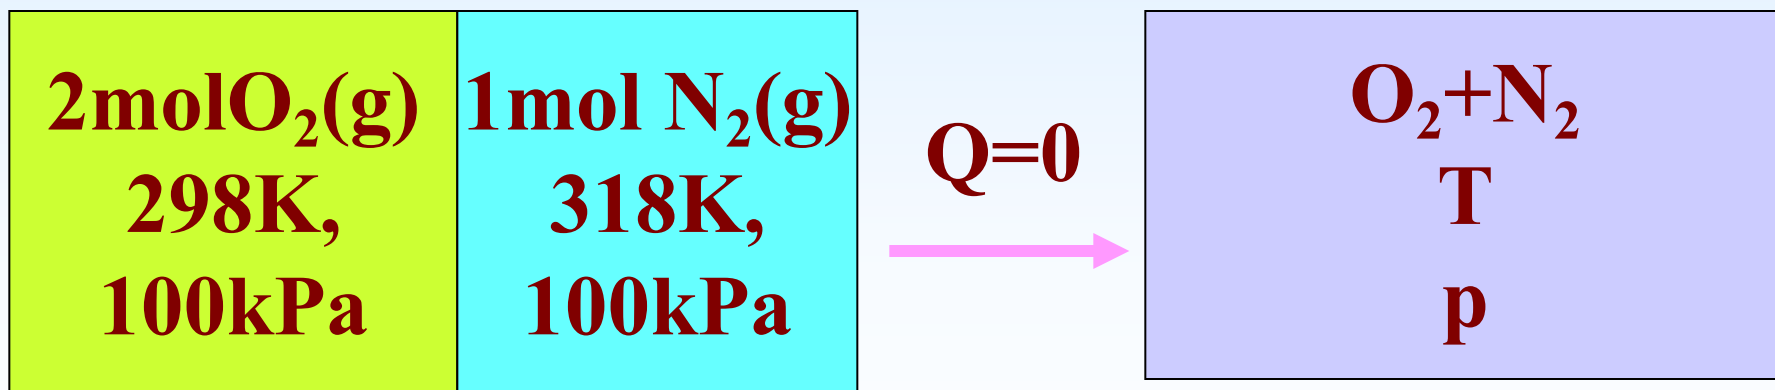 2molO₂(g)
298K,
100kPa
1mol N₂(g)
318K,
100kPa
Q=0
O₂+N₂
T
p